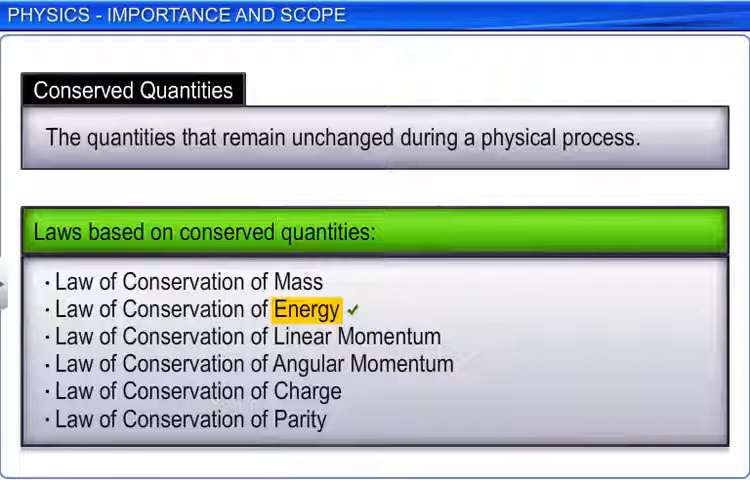 PHYSICS - IMPORTANCE AND SCOPE
Conserved Quantities
The quantities that remain unchanged during a physical process.
Laws based on conserved quantities:
· Law of Conservation of Mass
· Law of Conservation of Energy ✓
· Law of Conservation of Linear Momentum
· Law of Conservation of Angular Momentum
· Law of Conservation of Charge
· Law of Conservation of Parity